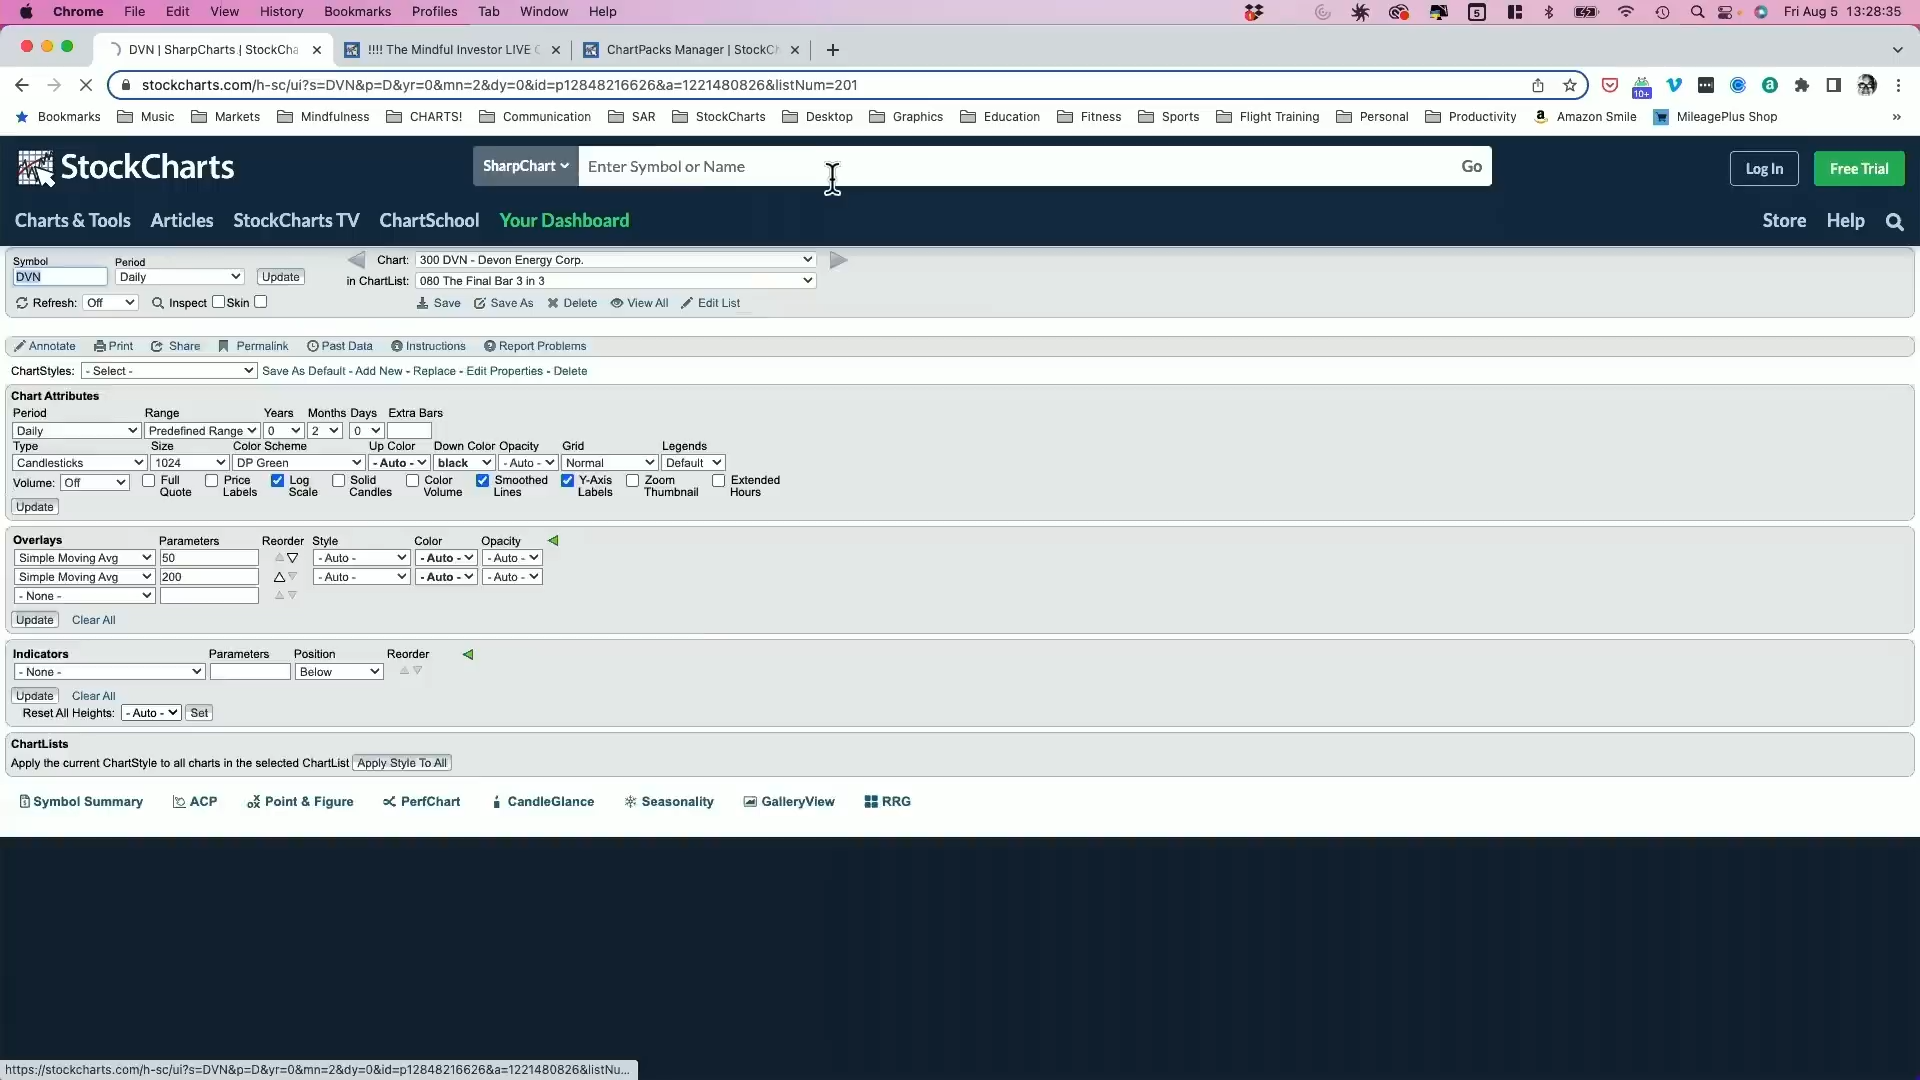 Chrome File Edit View History Bookmarks Profiles Tab Window Help 5 Fri Aug 5 13:28:35
DVN | SharpCharts | StockCha !!!! The Mindful Investor LIVE C ChartPacks Manager | StockCh
stockcharts.com/h-sc/ui?s=DVN&p=D&yr=0&mn=2&dy=0&id=p12848216626&a=1221480826&listNum=201 10+
Bookmarks Music Markets Mindfulness CHARTS! Communication SAR StockCharts Desktop Graphics Education Fitness Sports Flight Training Personal Productivity Amazon Smile MileagePlus Shop »
StockCharts SharpChart Enter Symbol or Name Go Log In Free Trial
Charts & Tools Articles StockCharts TV ChartSchool Your Dashboard Store Help
Symbol Period Chart: 300 DVN - Devon Energy Corp.
DVN Daily Update in ChartList: 080 The Final Bar 3 in 3
Refresh: Off Inspect Skin Save Save As Delete View All Edit List
Annotate Print Share Permalink Past Data Instructions Report Problems
ChartStyles: - Select - Save As Default - Add New - Replace - Edit Properties - Delete
Chart Attributes
Period Range Years Months Days Extra Bars
Daily Predefined Range 0 2 0
Type Size Color Scheme Up Color Down Color Opacity Grid Legends
Candlesticks 1024 DP Green - Auto - black - Auto - Normal Default
Volume: Off Full Quote Price Labels Log Scale Solid Candles Color Volume Smoothed Lines Y-Axis Labels Zoom Thumbnail Extended Hours
Update
Overlays Parameters Reorder Style Color Opacity
Simple Moving Avg 50 - Auto - - Auto - - Auto -
Simple Moving Avg 200 - Auto - - Auto - - Auto -
- None -
Update Clear All
Indicators Parameters Position Reorder
- None - Below
Update Clear All
Reset All Heights: - Auto - Set
ChartLists
Apply the current ChartStyle to all charts in the selected ChartList Apply Style To All
Symbol Summary ACP Point & Figure PerfChart CandleGlance Seasonality GalleryView RRG
https://stockcharts.com/h-sc/ui?s=DVN&p=D&yr=0&mn=2&dy=0&id=p12848216626&a=1221480826&listNu...